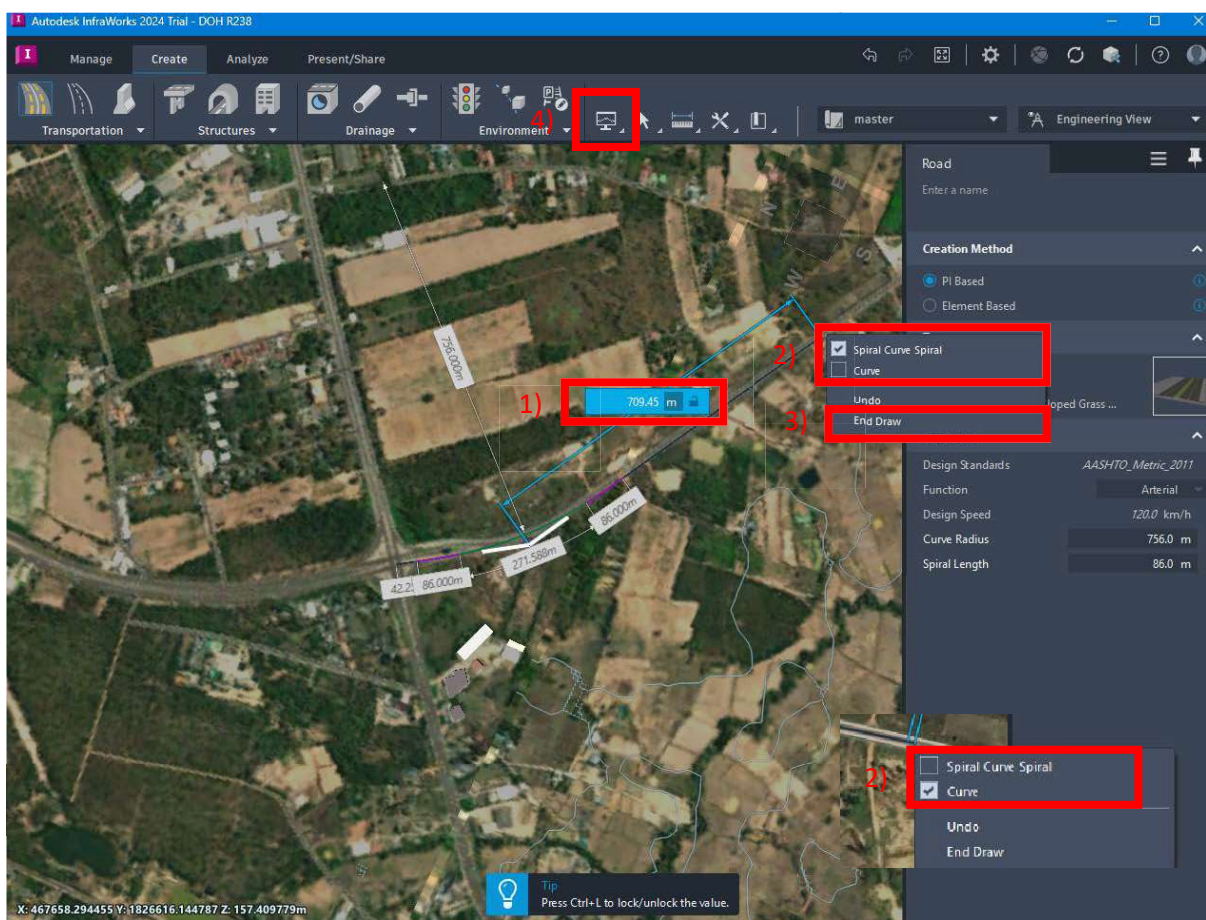 Autodesk InfraWorks 2024 Trial - DOH R238
Manage Create Analyze Present/Share
Transportation Structures Drainage Environment
4)
master Engineering View
Road
Enter a name
Creation Method
PI Based
Element Based
N E
W S
756.000m
1) 709.45 m
2) Spiral Curve Spiral
Curve
Undo
3) End Draw
loped Grass ...
Design Standards AASHTO_Metric_2011
Function Arterial
Design Speed 120.0 km/h
Curve Radius 756.0 m
Spiral Length 86.0 m
86.000m
271.588m
42.2 86.000m
2) Spiral Curve Spiral
Curve
Undo
End Draw
Tip
Press Ctrl+L to lock/unlock the value.
X: 467658.294455 Y: 1826616.144787 Z: 157.409779m